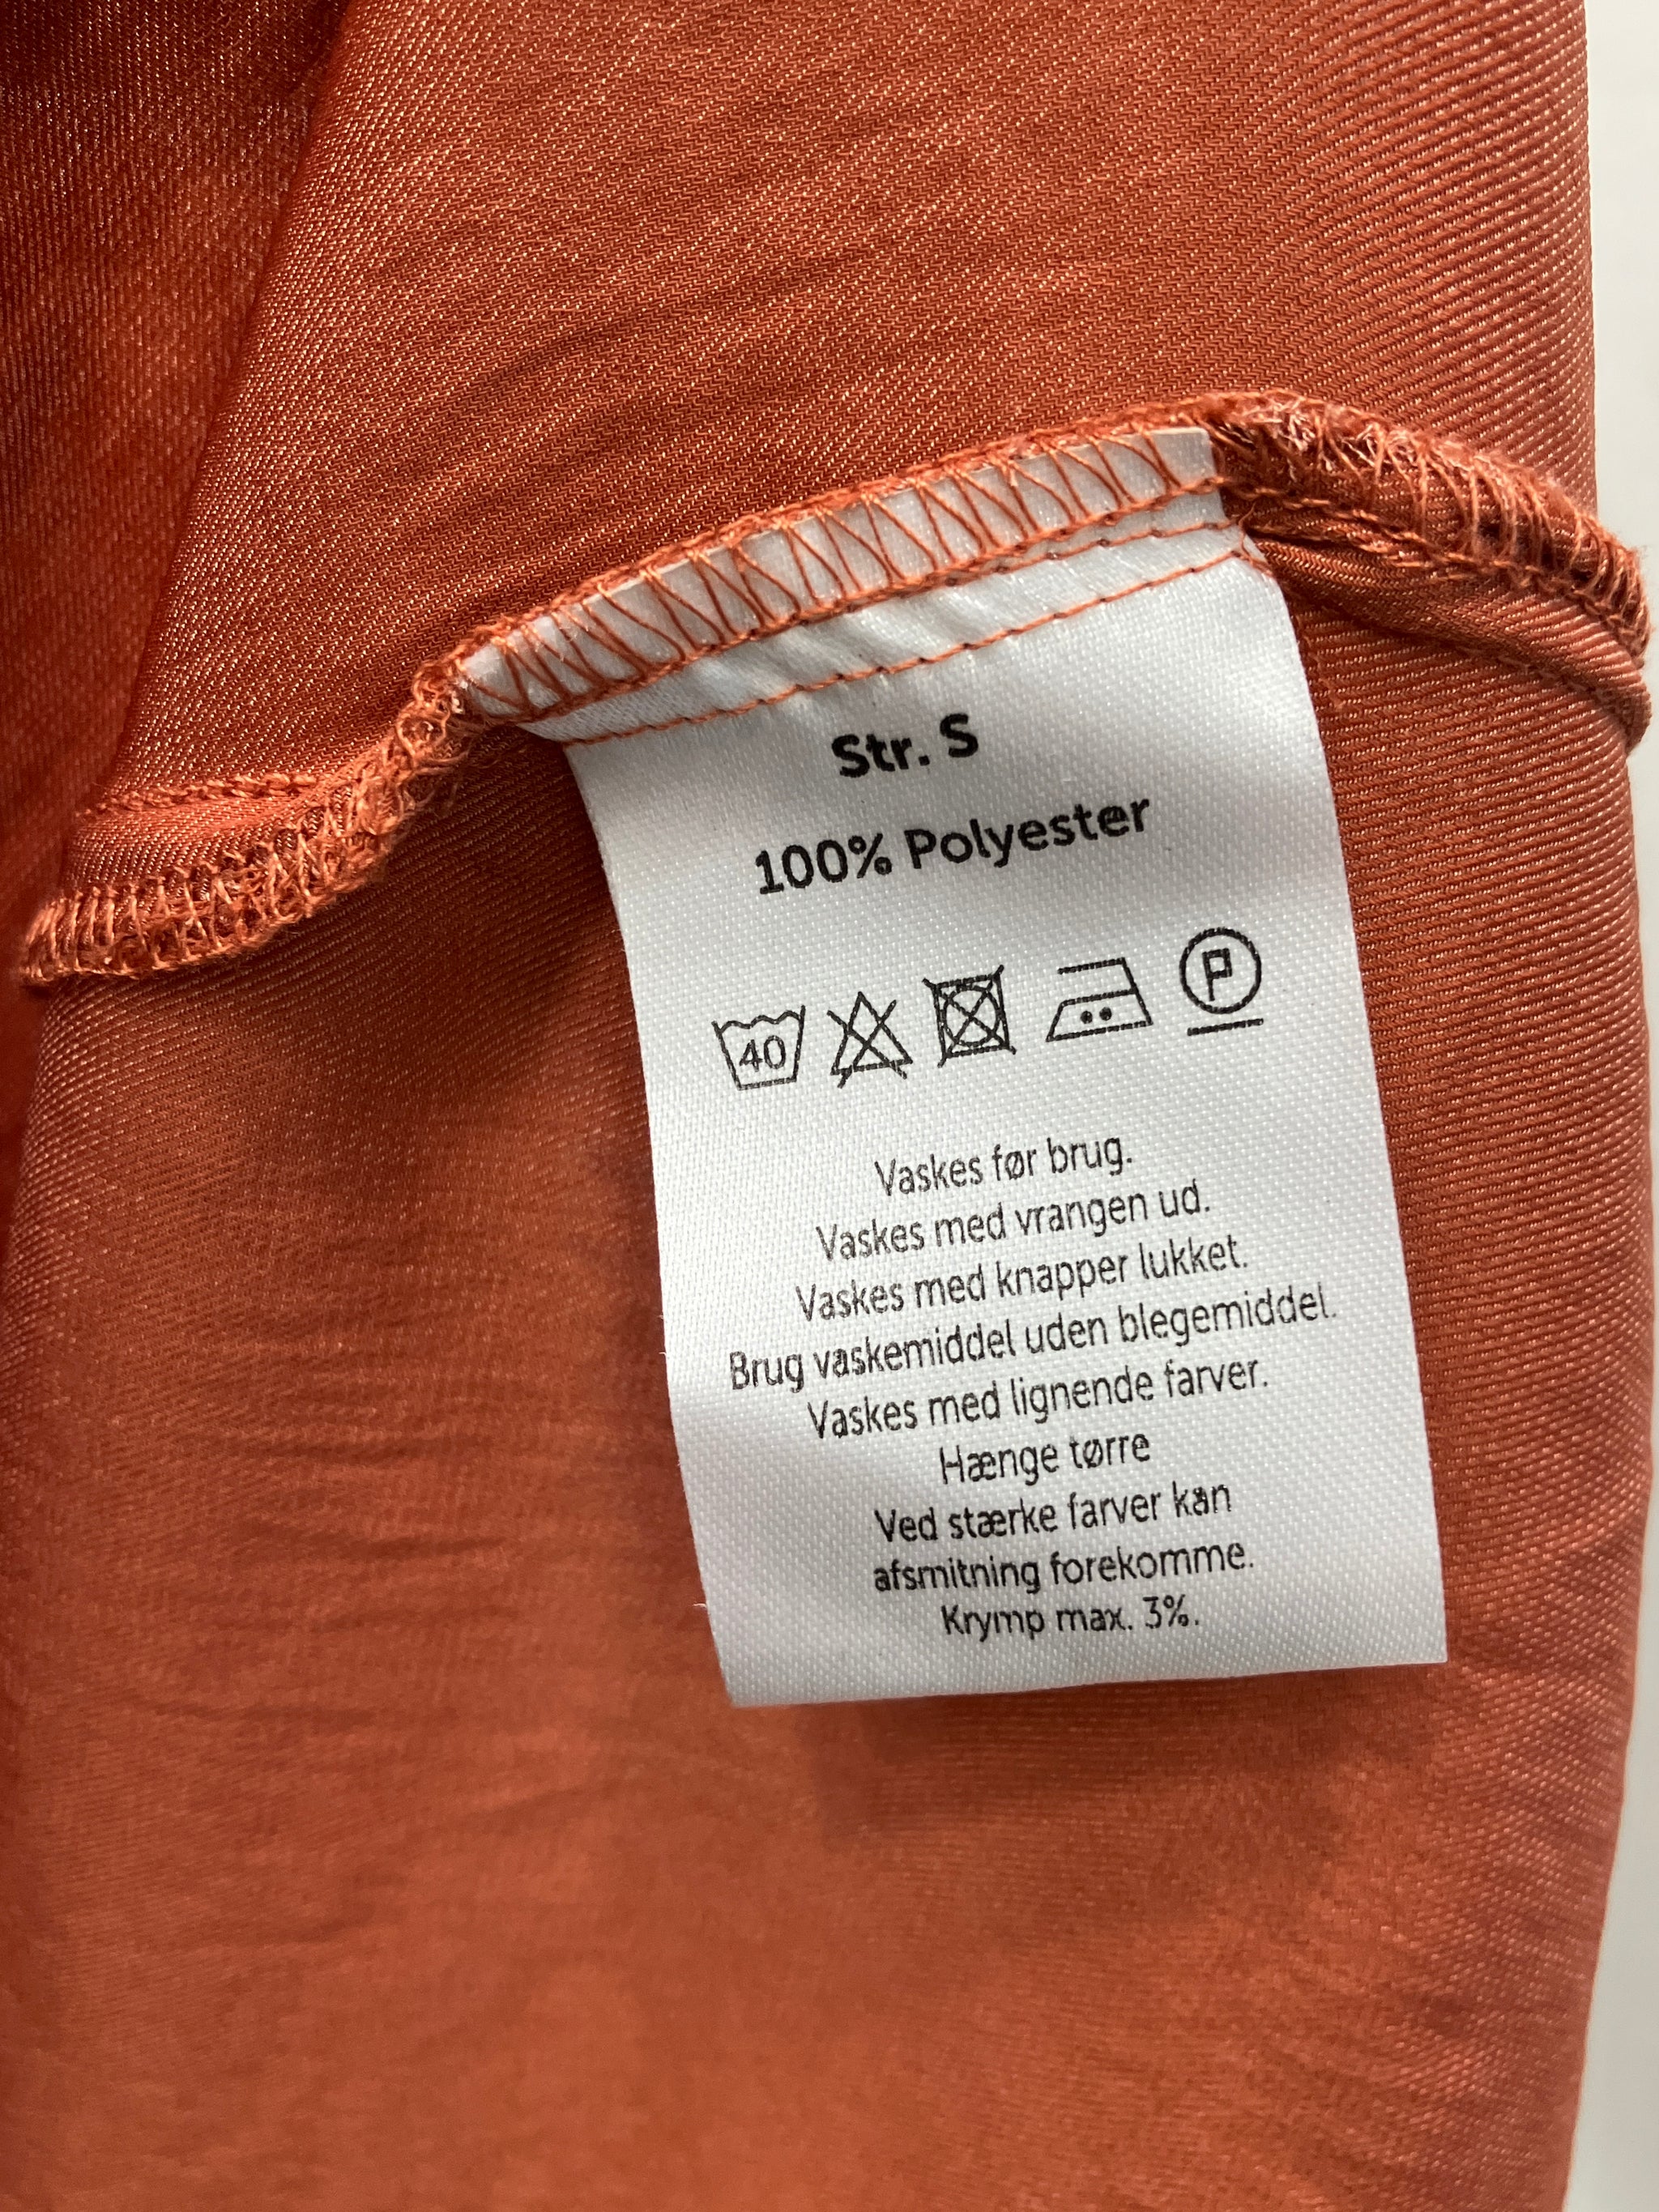 Str. S
100% Polyester
40 P
Vaskes før brug.
Vaskes med vrangen ud.
Vaskes med knapper lukket.
Brug vaskemiddel uden blegemiddel.
Vaskes med lignende farver.
Hænge tørre
Ved stærke farver kan
afsmitning forekomme.
Krymp max. 3%.